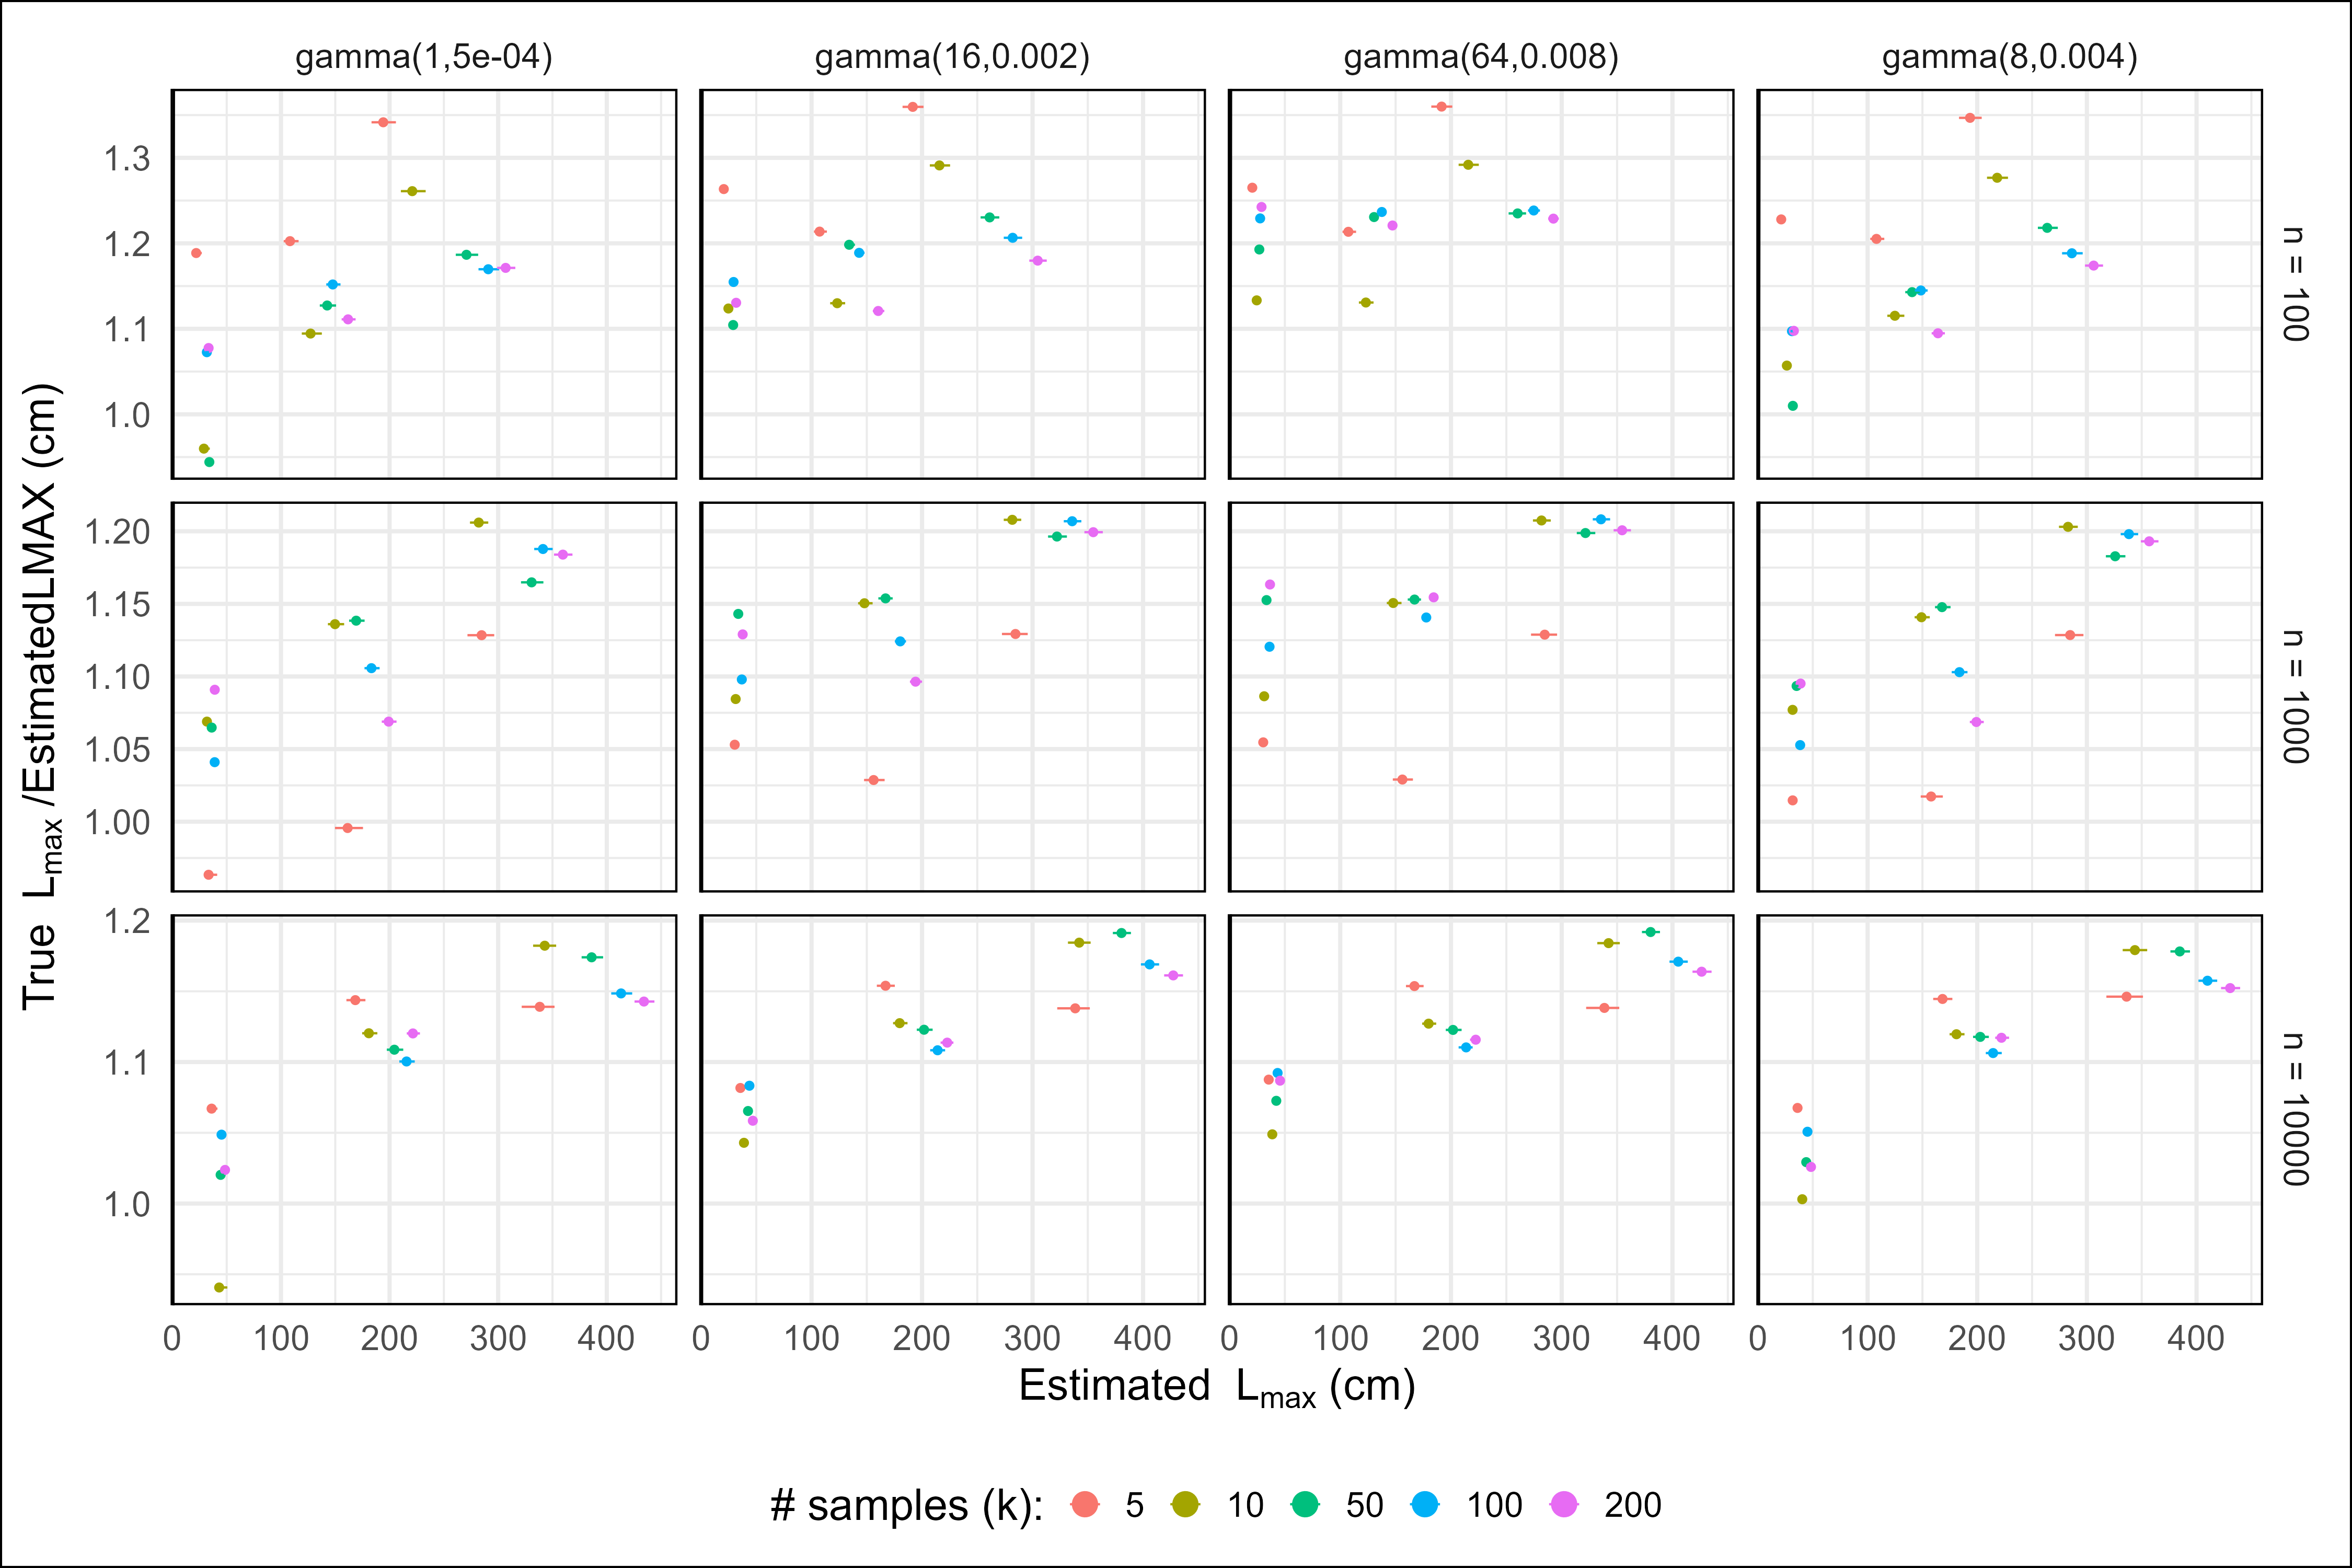 gamma(1,5e-04)
gamma(16,0.002)
gamma(64,0.008)
gamma(8,0.004)
1.3
1.2
1.1
1.0
n = 100
1.20
1.15
1.10
1.05
1.00
n = 1000
1.2
1.1
1.0
n = 10000
True Lmax /EstimatedLMAX (cm)
0 100 200 300 400
0 100 200 300 400
0 100 200 300 400
0 100 200 300 400
Estimated Lmax (cm)
# samples (k): 5 10 50 100 200